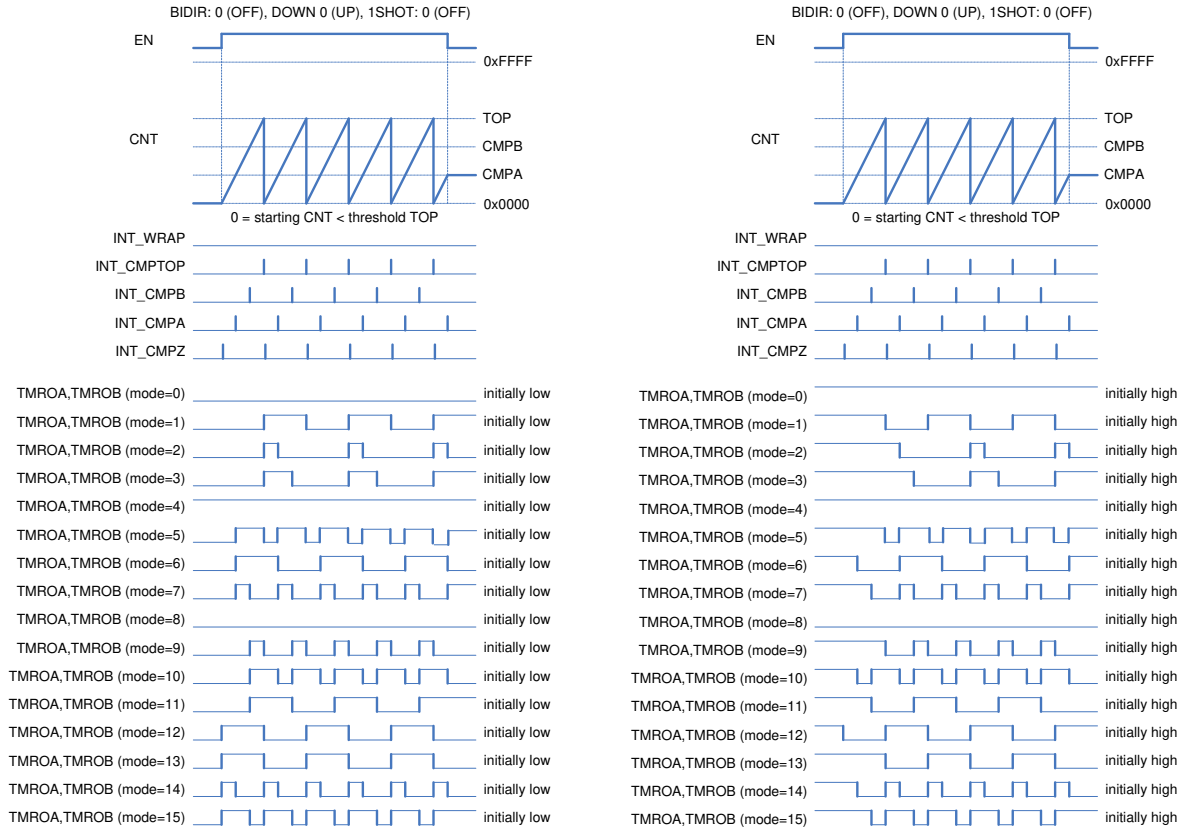 BIDIR: 0 (OFF), DOWN 0 (UP), 1SHOT: 0 (OFF)
EN
0xFFFF
TOP
CNT
CMPB
CMPA
0x0000
0 = starting CNT < threshold TOP
INT_WRAP
INT_CMPTOP
INT_CMPB
INT_CMPA
INT_CMPZ
TMROA,TMROB (mode=0) initially low
TMROA,TMROB (mode=1) initially low
TMROA,TMROB (mode=2) initially low
TMROA,TMROB (mode=3) initially low
TMROA,TMROB (mode=4) initially low
TMROA,TMROB (mode=5) initially low
TMROA,TMROB (mode=6) initially low
TMROA,TMROB (mode=7) initially low
TMROA,TMROB (mode=8) initially low
TMROA,TMROB (mode=9) initially low
TMROA,TMROB (mode=10) initially low
TMROA,TMROB (mode=11) initially low
TMROA,TMROB (mode=12) initially low
TMROA,TMROB (mode=13) initially low
TMROA,TMROB (mode=14) initially low
TMROA,TMROB (mode=15) initially low
BIDIR: 0 (OFF), DOWN 0 (UP), 1SHOT: 0 (OFF)
EN
0xFFFF
TOP
CNT
CMPB
CMPA
0x0000
0 = starting CNT < threshold TOP
INT_WRAP
INT_CMPTOP
INT_CMPB
INT_CMPA
INT_CMPZ
TMROA,TMROB (mode=0) initially high
TMROA,TMROB (mode=1) initially high
TMROA,TMROB (mode=2) initially high
TMROA,TMROB (mode=3) initially high
TMROA,TMROB (mode=4) initially high
TMROA,TMROB (mode=5) initially high
TMROA,TMROB (mode=6) initially high
TMROA,TMROB (mode=7) initially high
TMROA,TMROB (mode=8) initially high
TMROA,TMROB (mode=9) initially high
TMROA,TMROB (mode=10) initially high
TMROA,TMROB (mode=11) initially high
TMROA,TMROB (mode=12) initially high
TMROA,TMROB (mode=13) initially high
TMROA,TMROB (mode=14) initially high
TMROA,TMROB (mode=15) initially high